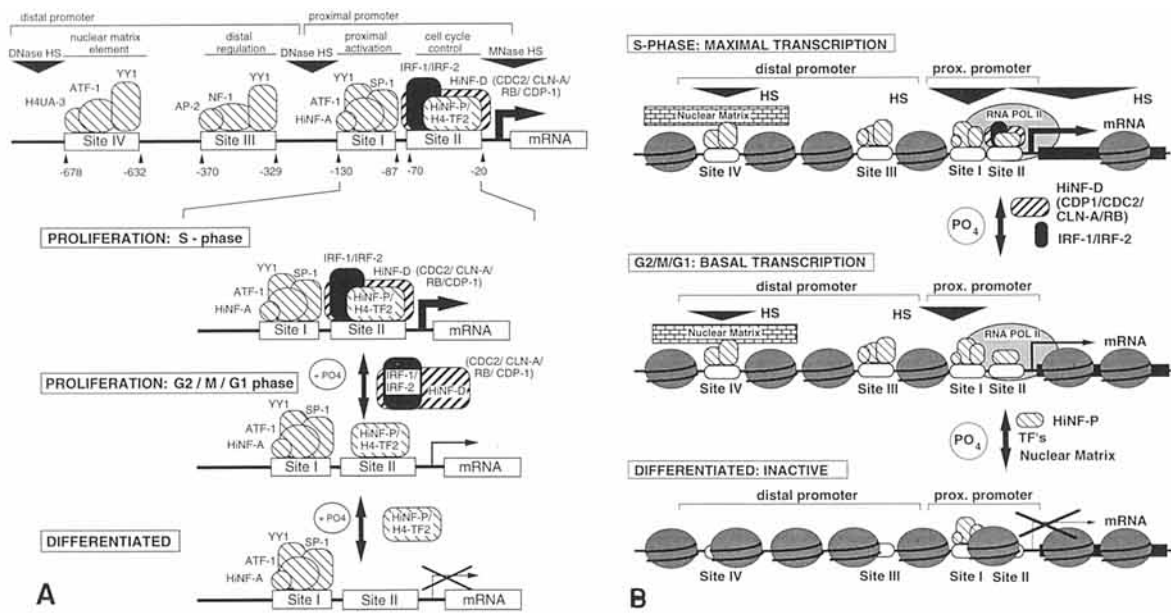 distal promoter
proximal promoter
DNase HS
nuclear matrix
element
distal
regulation
DNase HS
proximal
activation
cell cycle
control
MNase HS
H4UA-3
ATF-1
YY1
AP-2
NF-1
YY1
HiNF-A
ATF-1
YY1
SP-1
IRF-1/IRF-2
HiNF-D
(CDC2/ CLN-A/
RB/ CDP-1)
HiNF-P/
H4-TF2
Site IV
Site III
Site I
Site II
mRNA
-678
-632
-370
-329
-130
-87
-70
-20
PROLIFERATION: S - phase
YY1
SP-1
ATF-1
HiNF-A
IRF-1/IRF-2
HiNF-D
(CDC2/ CLN-A/
RB/CDP-1)
HiNF-P/
H4-TF2
Site I
Site II
mRNA
PROLIFERATION: G2 / M / G1 phase
+ PO4
IRF-1/
IRF-2
HiNF-D
(CDC2/ CLN-A/
RB/ CDP-1)
YY1
SP-1
ATF-1
HiNF-A
HiNF-P/
H4-TF2
Site I
Site II
mRNA
+ PO4
HiNF-P/
H4-TF2
DIFFERENTIATED
YY1
SP-1
ATF-1
HiNF-A
Site I
Site II
mRNA
A
S-PHASE: MAXIMAL TRANSCRIPTION
distal promoter
prox. promoter
HS
HS
HS
Nuclear Matrix
RNA POL II
mRNA
Site IV
Site III
Site I
Site II
PO4
HiNF-D
(CDP1/CDC2/
CLN-A/RB)
IRF-1/IRF-2
G2/M/G1: BASAL TRANSCRIPTION
distal promoter
prox. promoter
HS
HS
Nuclear Matrix
RNA POL II
mRNA
Site IV
Site III
Site I
Site II
PO4
HiNF-P
TF's
Nuclear Matrix
DIFFERENTIATED: INACTIVE
distal promoter
prox. promoter
mRNA
Site IV
Site III
Site I
Site II
B